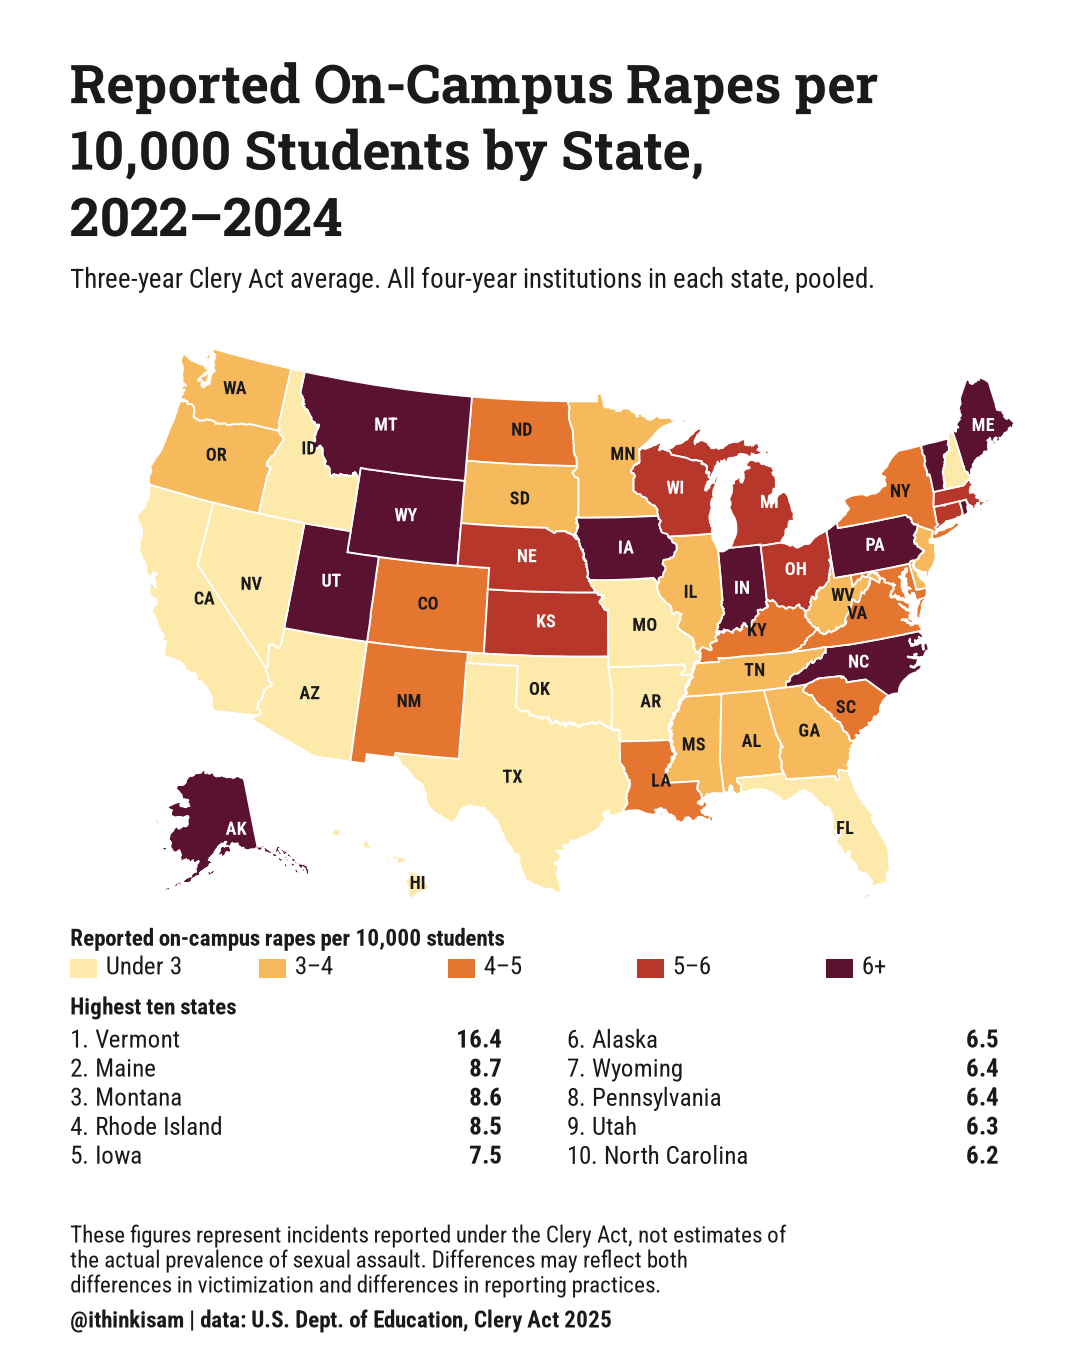 Reported On-Campus Rapes per
10,000 Students by State,
2022–2024
Three-year Clery Act average. All four-year institutions in each state, pooled.
WA
MT
ND
MN
ME
OR
ID
SD
WI
MI
NY
WY
IA
PA
NV
UT
NE
IL
IN
OH
CA
CO
KS
MO
KY
WV
VA
AZ
NM
OK
AR
TN
NC
MS
AL
GA
SC
TX
LA
FL
AK
HI
Reported on-campus rapes per 10,000 students
Under 3 3–4 4–5 5–6 6+
Highest ten states
1. Vermont 16.4 6. Alaska 6.5
2. Maine 8.7 7. Wyoming 6.4
3. Montana 8.6 8. Pennsylvania 6.4
4. Rhode Island 8.5 9. Utah 6.3
5. Iowa 7.5 10. North Carolina 6.2
These figures represent incidents reported under the Clery Act, not estimates of
the actual prevalence of sexual assault. Differences may reflect both
differences in victimization and differences in reporting practices.
@ithinkisam | data: U.S. Dept. of Education, Clery Act 2025